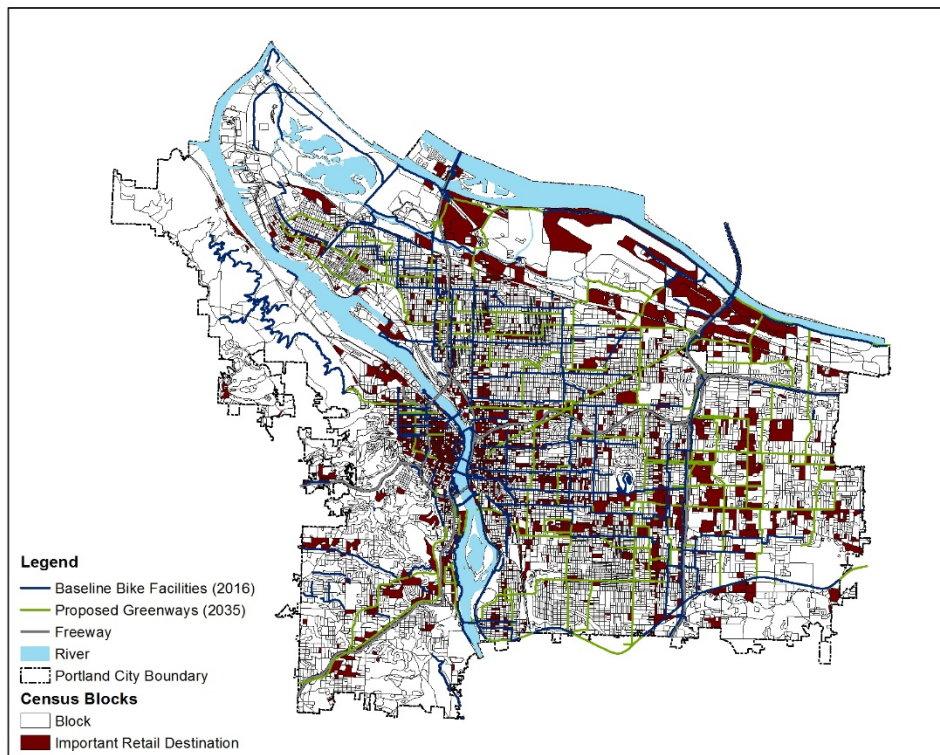 Legend
Baseline Bike Facilities (2016)
Proposed Greenways (2035)
Freeway
River
Portland City Boundary
Census Blocks
Block
Important Retail Destination